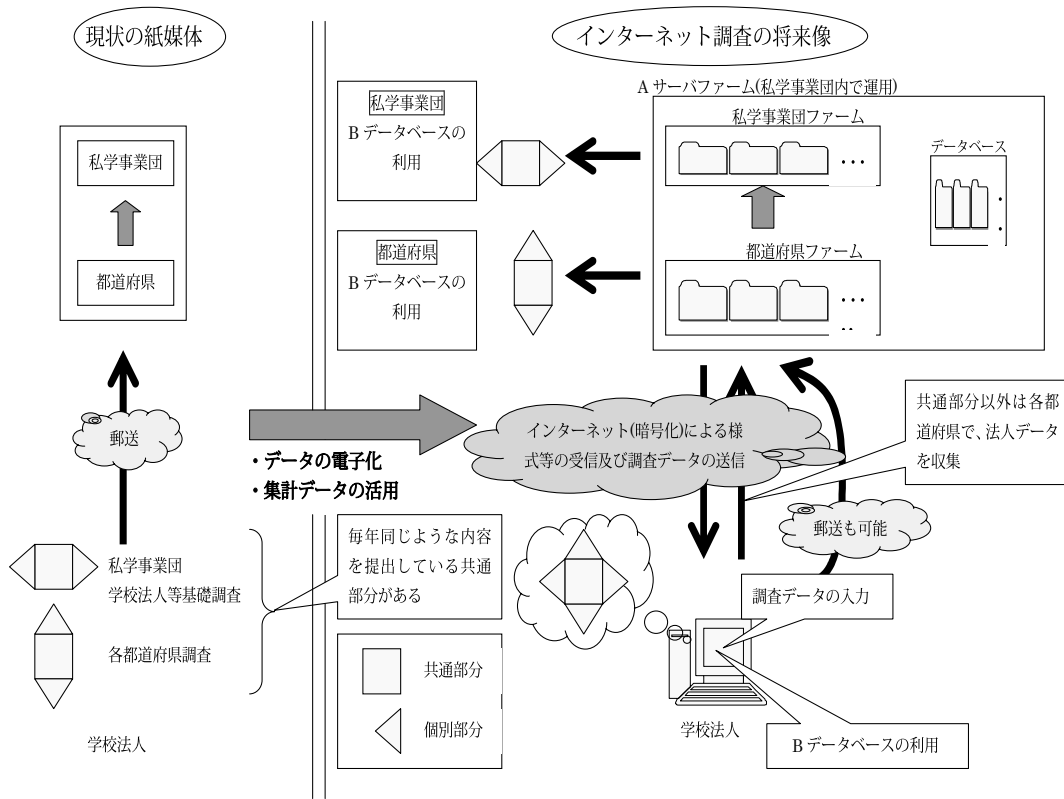 現状の紙媒体
私学事業団
都道府県
郵送
私学事業団
学校法人等基礎調査
各都道府県調査
学校法人
・データの電子化
・集計データの活用
インターネット調査の将来像
私学事業団
B データベースの
利用
都道府県
B データベースの
利用
A サーバファーム(私学事業団内で運用)
私学事業団ファーム
・・・
都道府県ファーム
・・・
データベース
インターネット(暗号化)による様
式等の受信及び調査データの送信
共通部分以外は各都
道府県で、法人データ
を収集
郵送も可能
毎年同じような内容
を提出している共通
部分がある
共通部分
個別部分
調査データの入力
学校法人
B データベースの利用